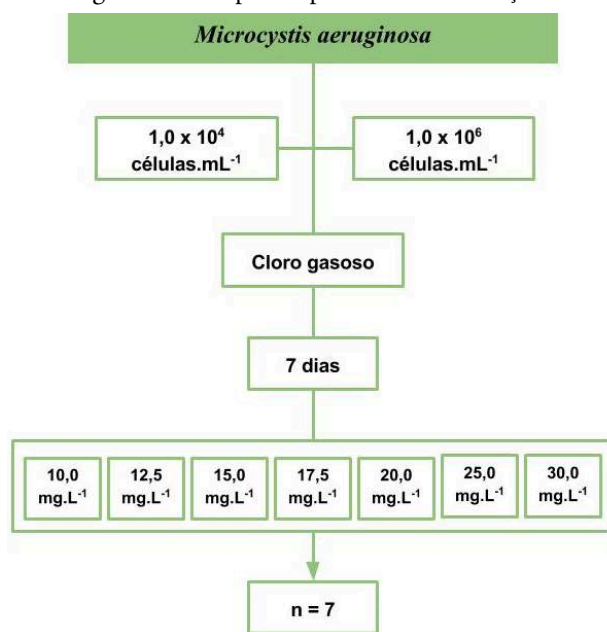 Microcystis aeruginosa
1,0 x 10⁴
células.mL⁻¹
1,0 x 10⁶
células.mL⁻¹
Cloro gasoso
7 dias
10,0
mg.L⁻¹
12,5
mg.L⁻¹
15,0
mg.L⁻¹
17,5
mg.L⁻¹
20,0
mg.L⁻¹
25,0
mg.L⁻¹
30,0
mg.L⁻¹
n = 7